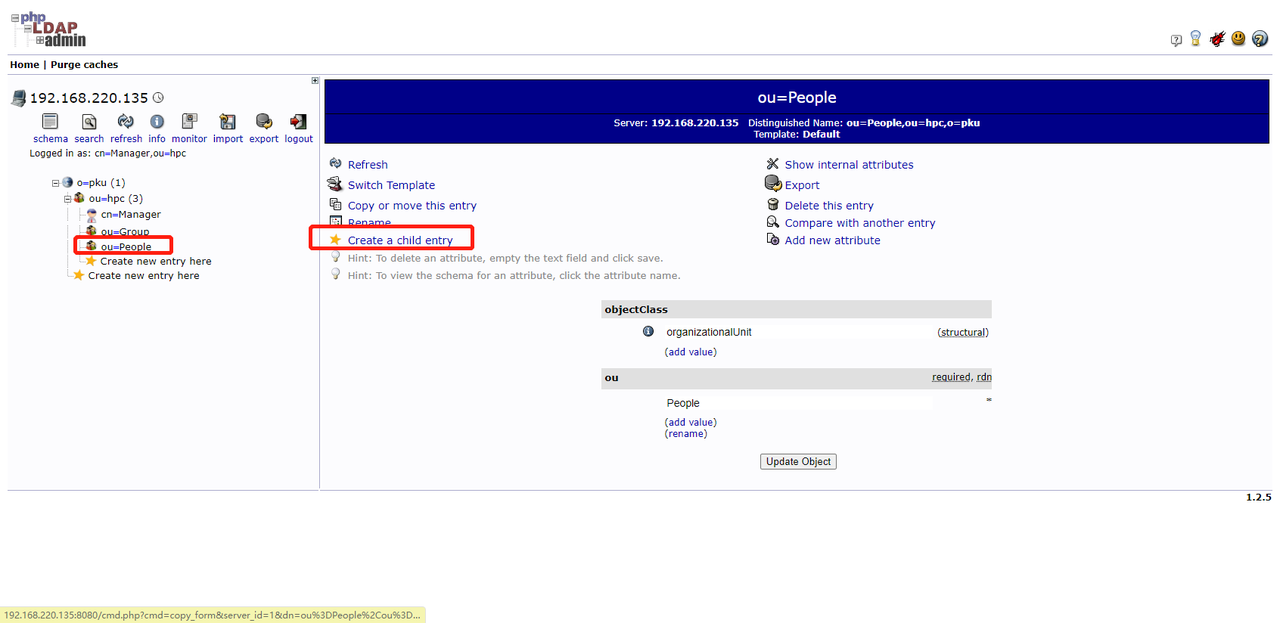 php
LDAP
admin
Home | Purge caches
192.168.220.135
schema search refresh info monitor import export logout
Logged in as: cn=Manager,ou=hpc
o=pku (1)
ou=hpc (3)
cn=Manager
ou=Group
ou=People
Create new entry here
Create new entry here
ou=People
Server: 192.168.220.135 Distinguished Name: ou=People,ou=hpc,o=pku
Template: Default
Refresh
Switch Template
Copy or move this entry
Rename
Create a child entry
Hint: To delete an attribute, empty the text field and click save.
Hint: To view the schema for an attribute, click the attribute name.
Show internal attributes
Export
Delete this entry
Compare with another entry
Add new attribute
objectClass
organizationalUnit (structural)
(add value)
ou required, rdn
People *
(add value)
(rename)
Update Object
1.2.5
192.168.220.135:8080/cmd.php?cmd=copy_form&server_id=1&dn=ou%3DPeople%2Cou%3D...